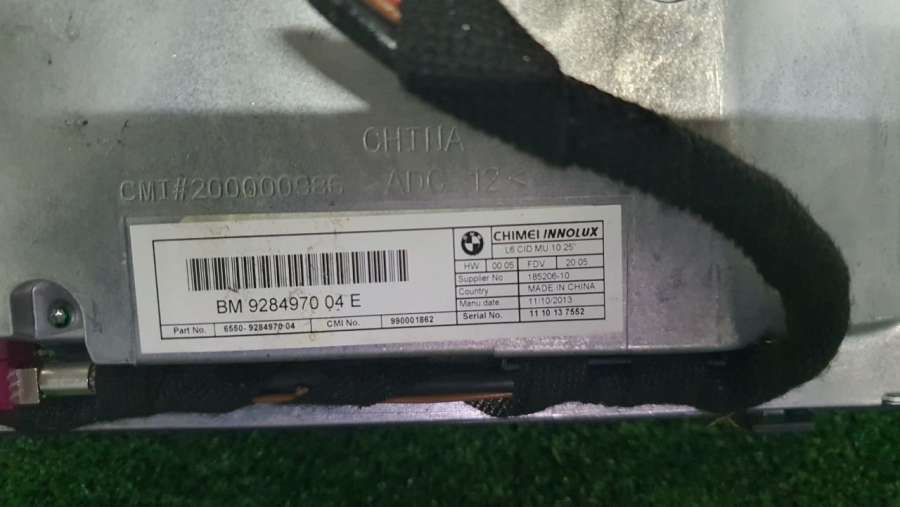 CHINA
CMI#200000986 ADC 12<
CHIMEI INNOLUX
L6 CID MU 10.25"
HW 00 05 FDV 20 05
Supplier No 185206-10
Country MADE IN CHINA
Manu date 11/10/2013
Serial No. 11 10 13 7552
BM 9284970 04 E
Part No. 6550- 9284970 04 CMI No. 990001862